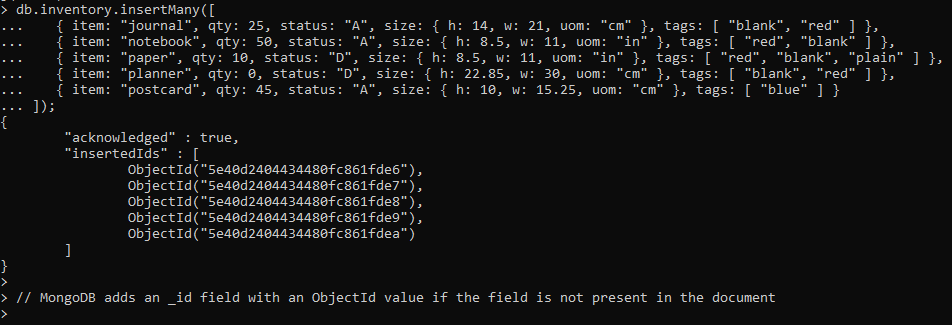 > db.inventory.insertMany([
...    { item: "journal", qty: 25, status: "A", size: { h: 14, w: 21, uom: "cm" }, tags: [ "blank", "red" ] },
...    { item: "notebook", qty: 50, status: "A", size: { h: 8.5, w: 11, uom: "in" }, tags: [ "red", "blank" ] },
...    { item: "paper", qty: 10, status: "D", size: { h: 8.5, w: 11, uom: "in" }, tags: [ "red", "blank", "plain" ] },
...    { item: "planner", qty: 0, status: "D", size: { h: 22.85, w: 30, uom: "cm" }, tags: [ "blank", "red" ] },
...    { item: "postcard", qty: 45, status: "A", size: { h: 10, w: 15.25, uom: "cm" }, tags: [ "blue" ] }
... ]);
{
        "acknowledged" : true,
        "insertedIds" : [
                ObjectId("5e40d2404434480fc861fde6"),
                ObjectId("5e40d2404434480fc861fde7"),
                ObjectId("5e40d2404434480fc861fde8"),
                ObjectId("5e40d2404434480fc861fde9"),
                ObjectId("5e40d2404434480fc861fdea")
        ]
}
>
> // MongoDB adds an _id field with an ObjectId value if the field is not present in the document
>